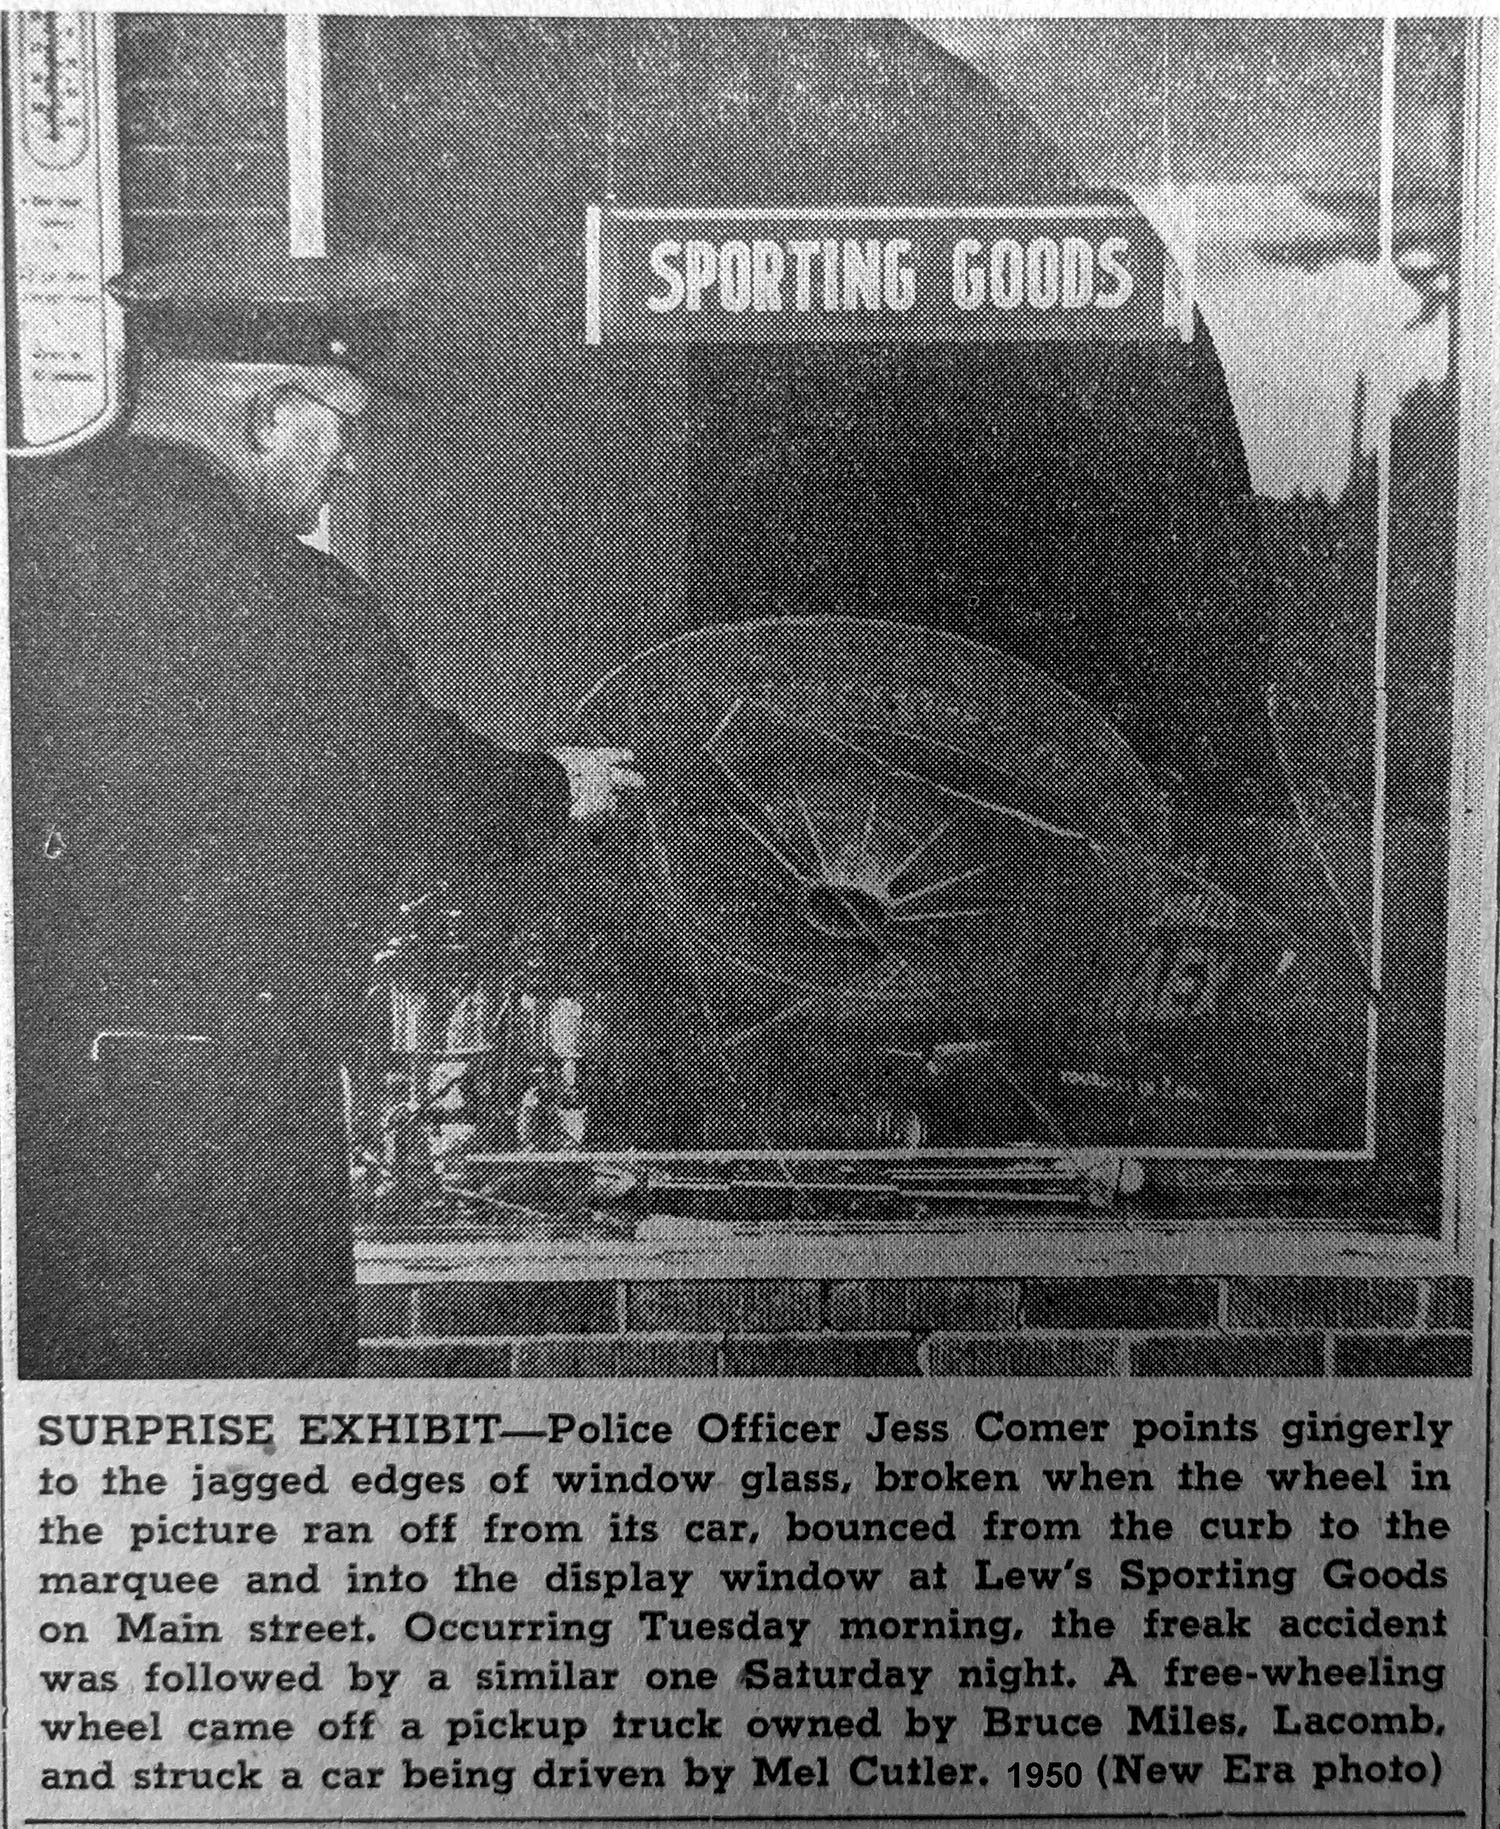 SPORTING GOODS
SURPRISE EXHIBIT—Police Officer Jess Comer points gingerly
to the jagged edges of window glass, broken when the wheel in
the picture ran off from its car, bounced from the curb to the
marquee and into the display window at Lew's Sporting Goods
on Main street. Occurring Tuesday morning, the freak accident
was followed by a similar one Saturday night. A free-wheeling
wheel came off a pickup truck owned by Bruce Miles, Lacomb,
and struck a car being driven by Mel Cutler. 1950 (New Era photo)